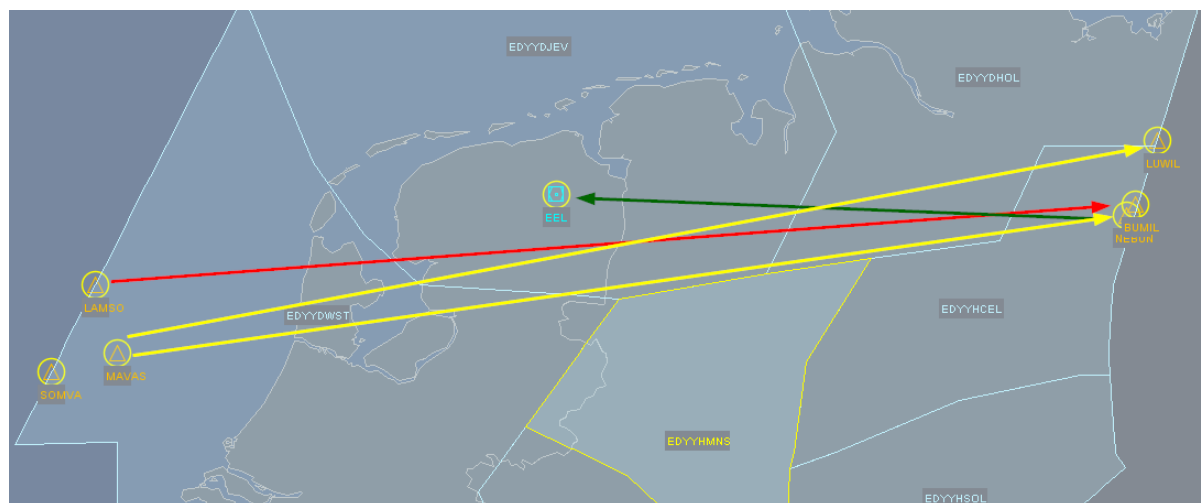 EDYYDJEV
EDYYDHOL
LUWIL
EEL
BUMIL
NEBUN
LAMSO
EDYYDWST
EDYYHCEL
MAVAS
SOMVA
EDYYHMNS
EDYYHSOL